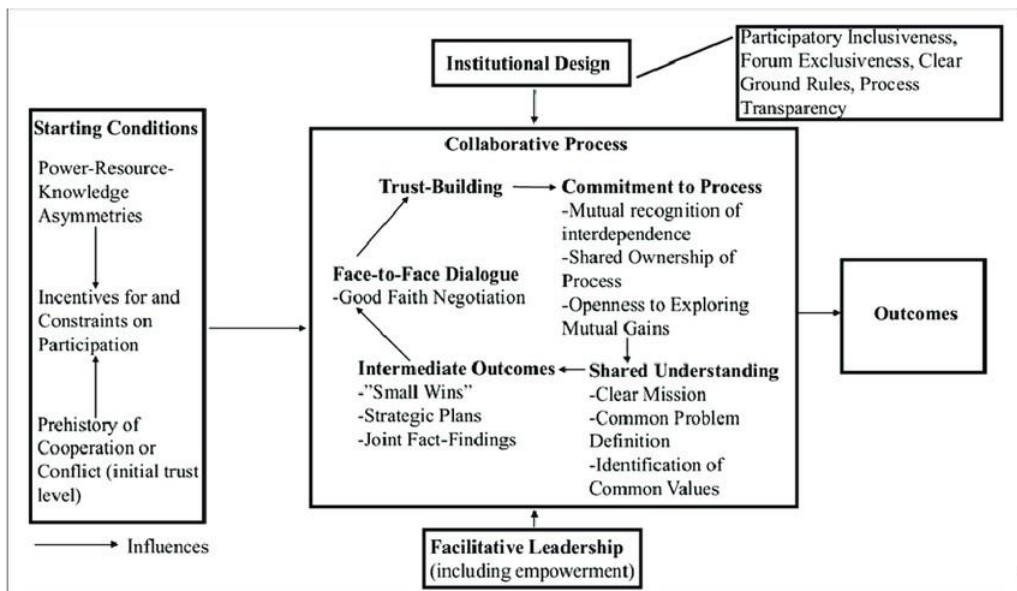 Institutional Design
Participatory Inclusiveness,
Forum Exclusiveness, Clear
Ground Rules, Process
Transparency
Starting Conditions
Power-Resource-
Knowledge
Asymmetries
Incentives for and
Constraints on
Participation
Prehistory of
Cooperation or
Conflict (initial trust
level)
Collaborative Process
Trust-Building
Commitment to Process
-Mutual recognition of
interdependence
-Shared Ownership of
Process
-Openness to Exploring
Mutual Gains
Face-to-Face Dialogue
-Good Faith Negotiation
Intermediate Outcomes
-"Small Wins"
-Strategic Plans
-Joint Fact-Findings
Shared Understanding
-Clear Mission
-Common Problem
Definition
-Identification of
Common Values
Outcomes
Influences
Facilitative Leadership
(including empowerment)